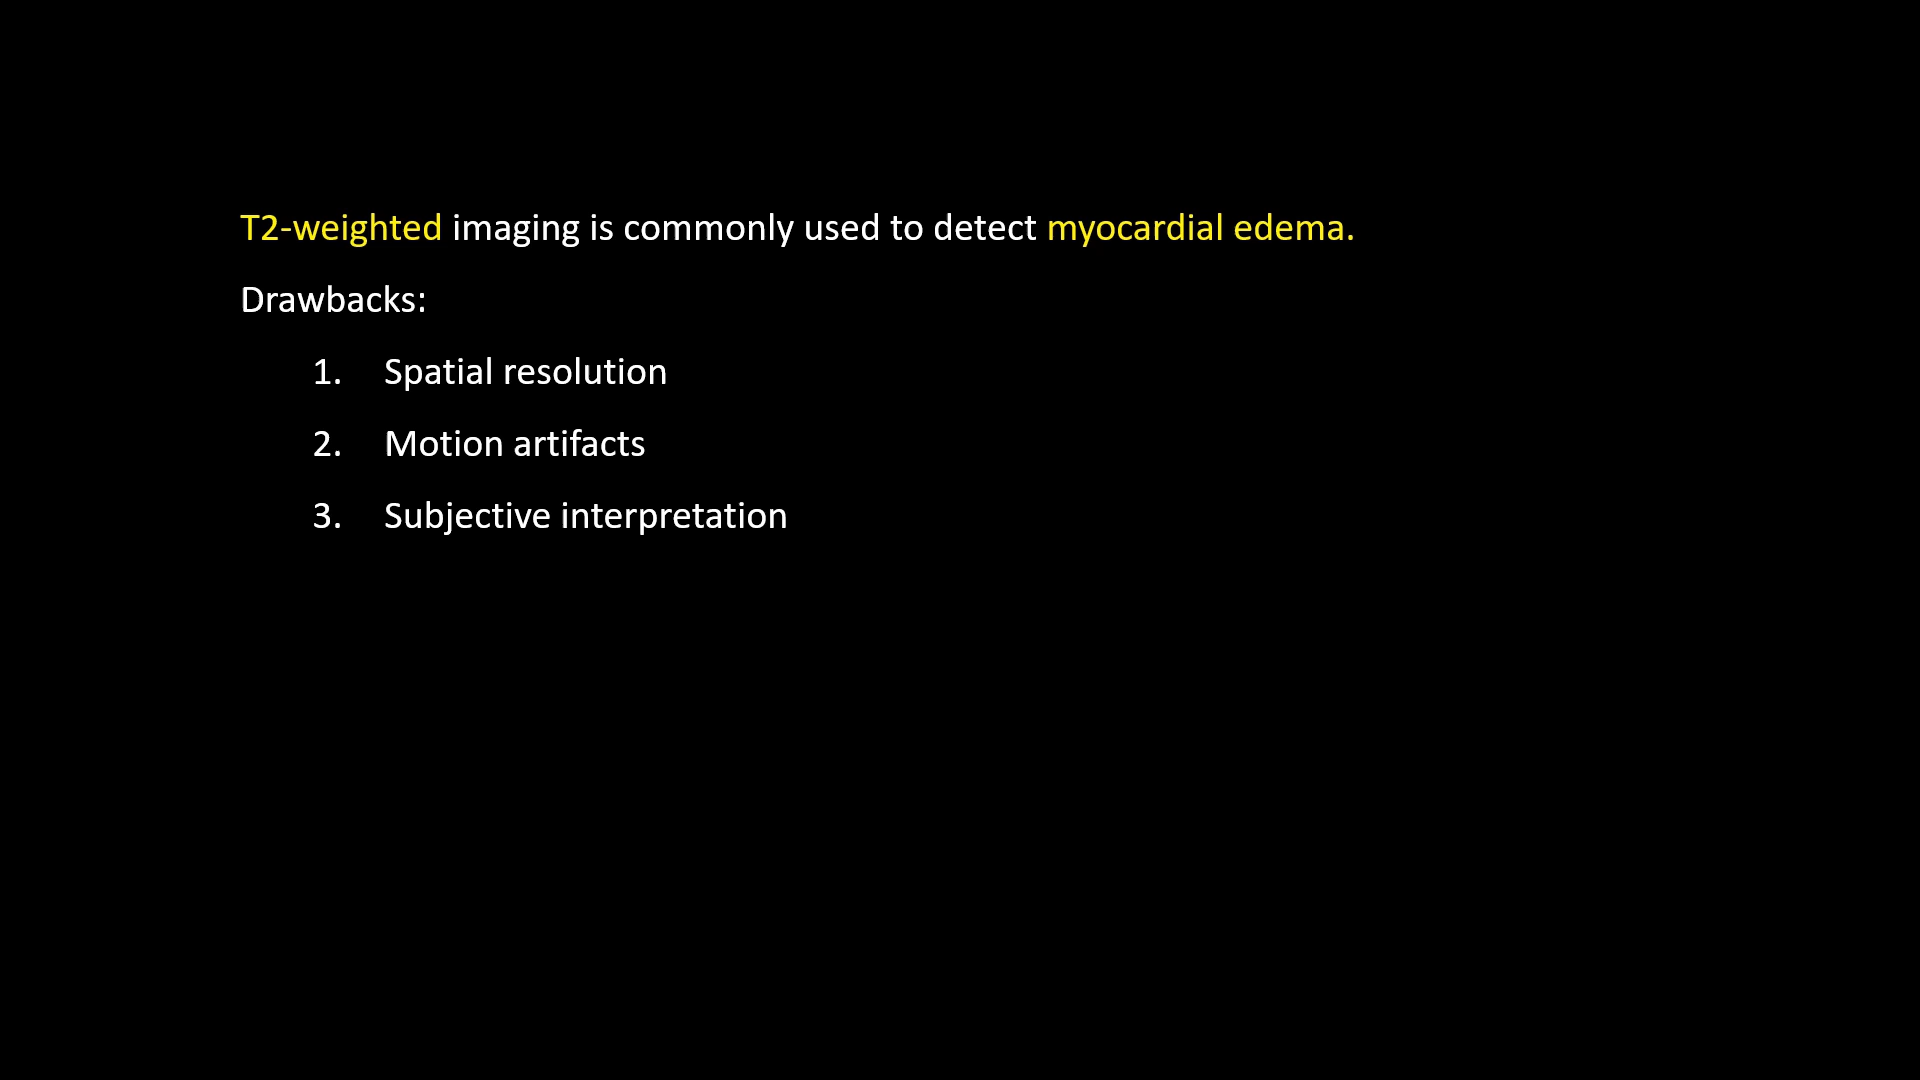 T2-weighted imaging is commonly used to detect myocardial edema.
Drawbacks:
1. Spatial resolution
2. Motion artifacts
3. Subjective interpretation